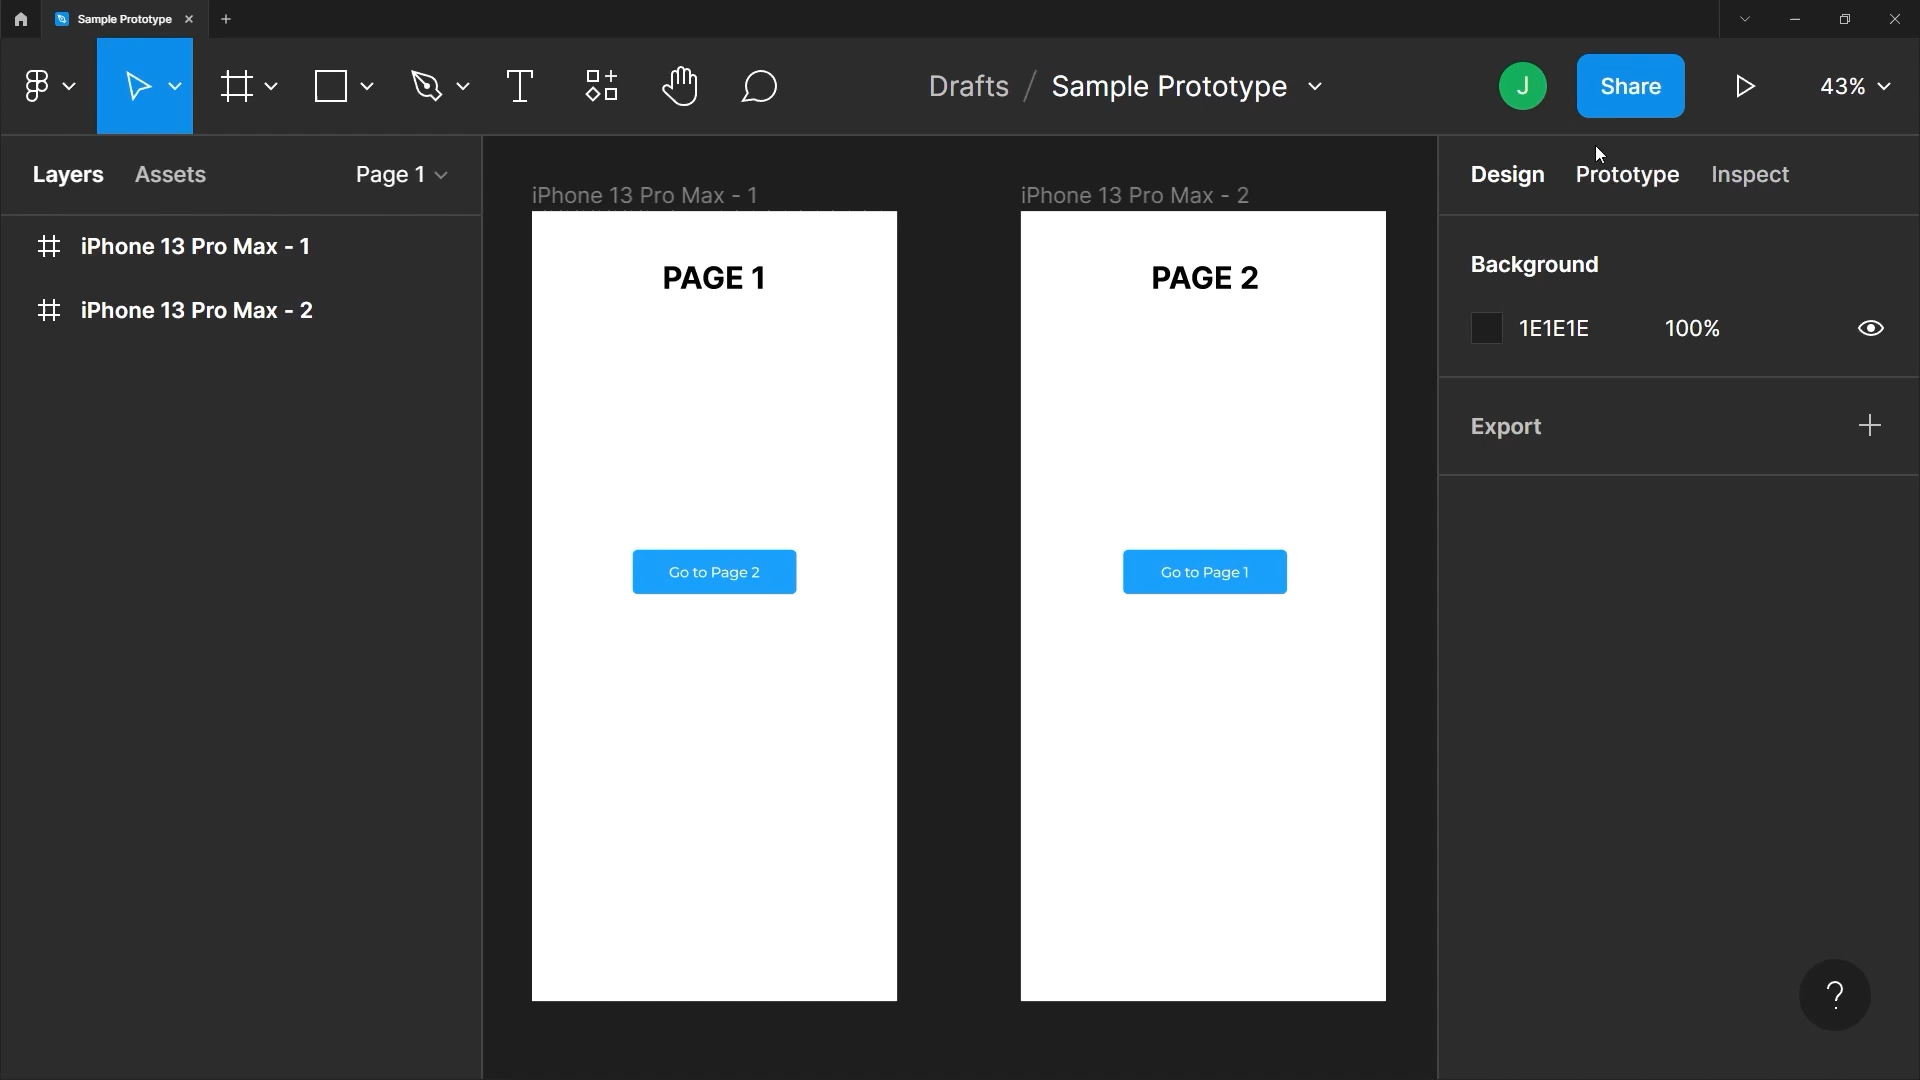 Sample Prototype
Drafts / Sample Prototype
J
Share
43%
Layers Assets Page 1
iPhone 13 Pro Max - 1
iPhone 13 Pro Max - 2
iPhone 13 Pro Max - 1
PAGE 1
Go to Page 2
iPhone 13 Pro Max - 2
PAGE 2
Go to Page 1
Design Prototype Inspect
Background
1E1E1E 100%
Export
?